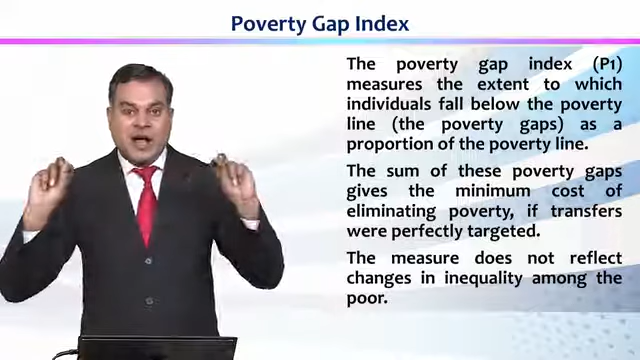 Poverty Gap Index
The poverty gap index (P1)
measures the extent to which
individuals fall below the poverty
line (the poverty gaps) as a
proportion of the poverty line.
The sum of these poverty gaps
gives the minimum cost of
eliminating poverty, if transfers
were perfectly targeted.
The measure does not reflect
changes in inequality among the
poor.